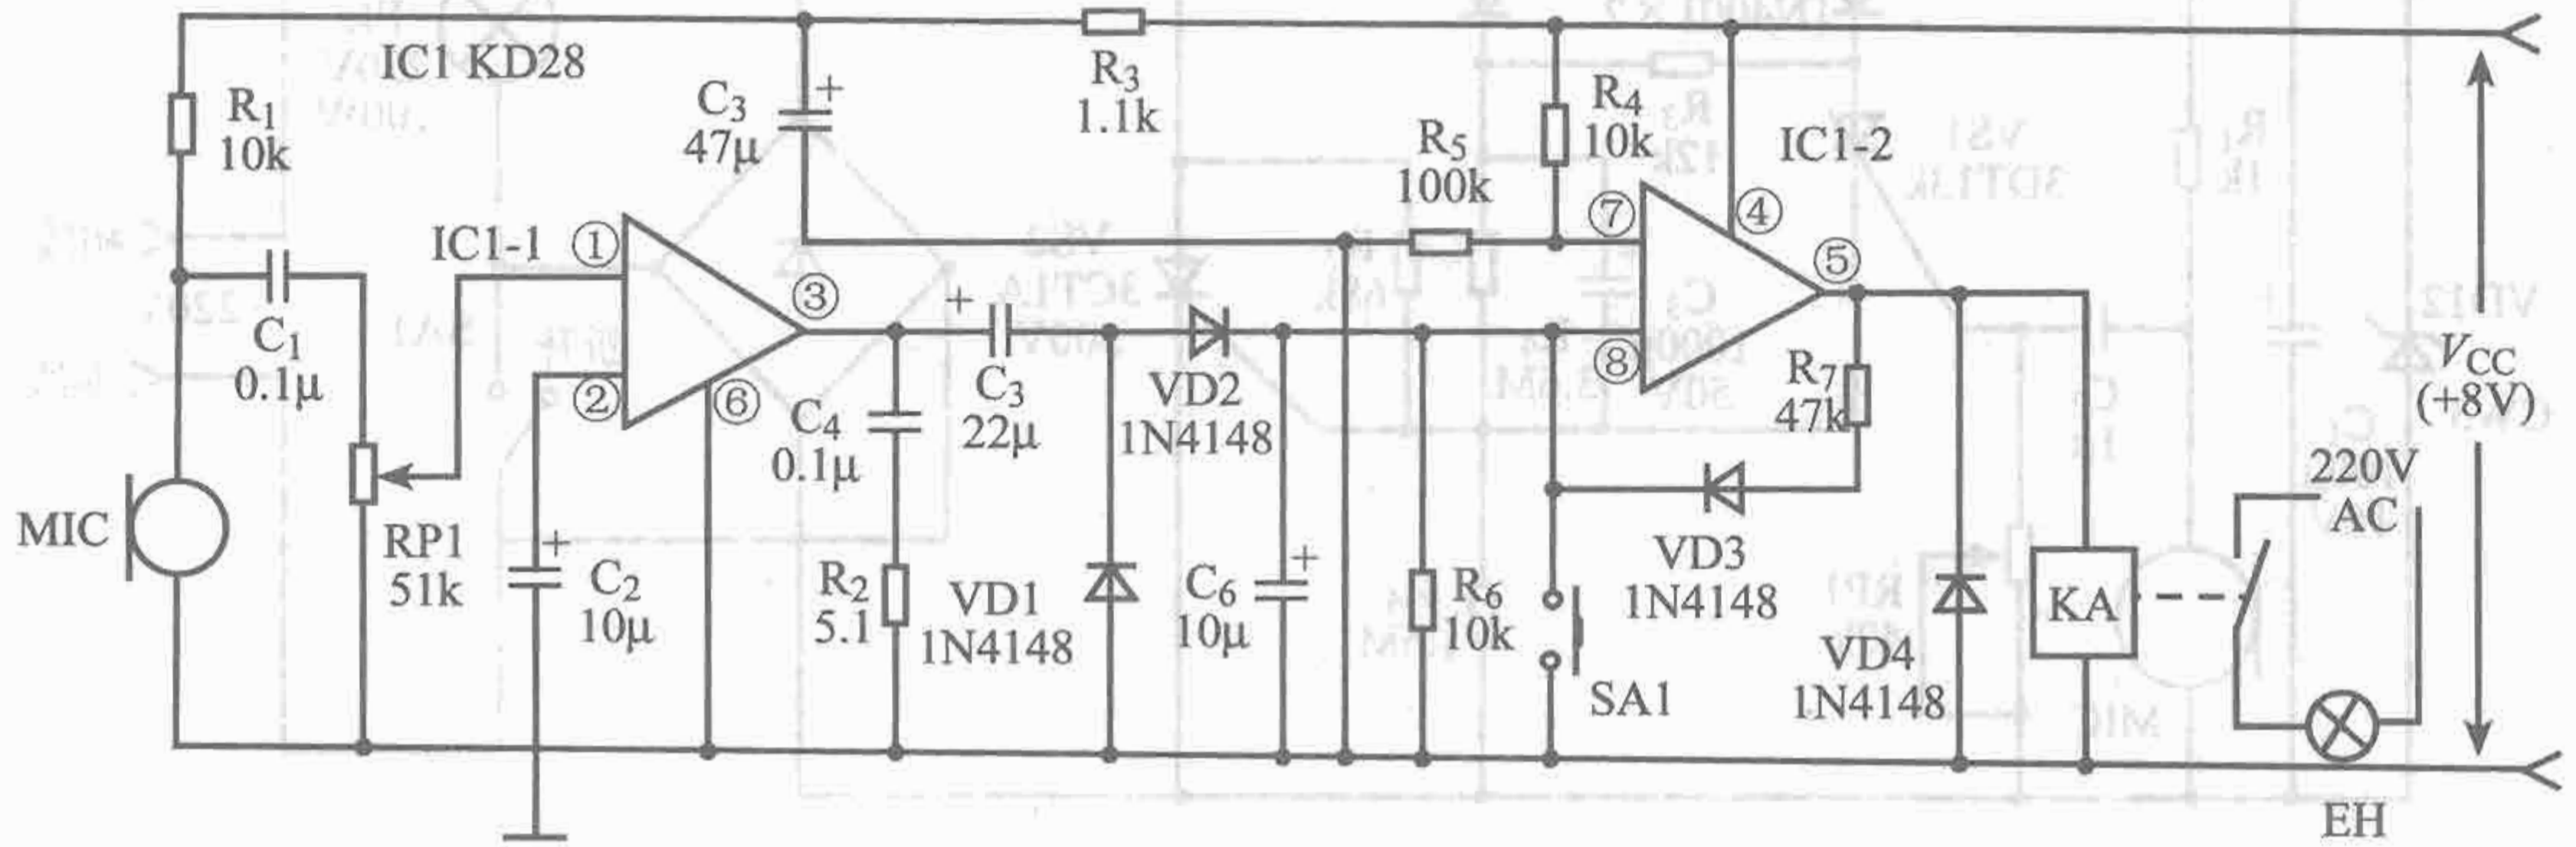 IC1 KD28
R1
10k
C3
47μ
R3
1.1k
R4
10k
R5
100k
IC1-2
IC1-1
①
②
③
⑥
⑦
④
⑤
⑧
C1
0.1μ
MIC
RP1
51k
C2
10μ
C4
0.1μ
R2
5.1
C3
22μ
VD1
1N4148
VD2
1N4148
C6
10μ
R6
10k
R7
47k
VD3
1N4148
SA1
VD4
1N4148
KA
220V
AC
VCC
(+8V)
EH
+
+
+
+